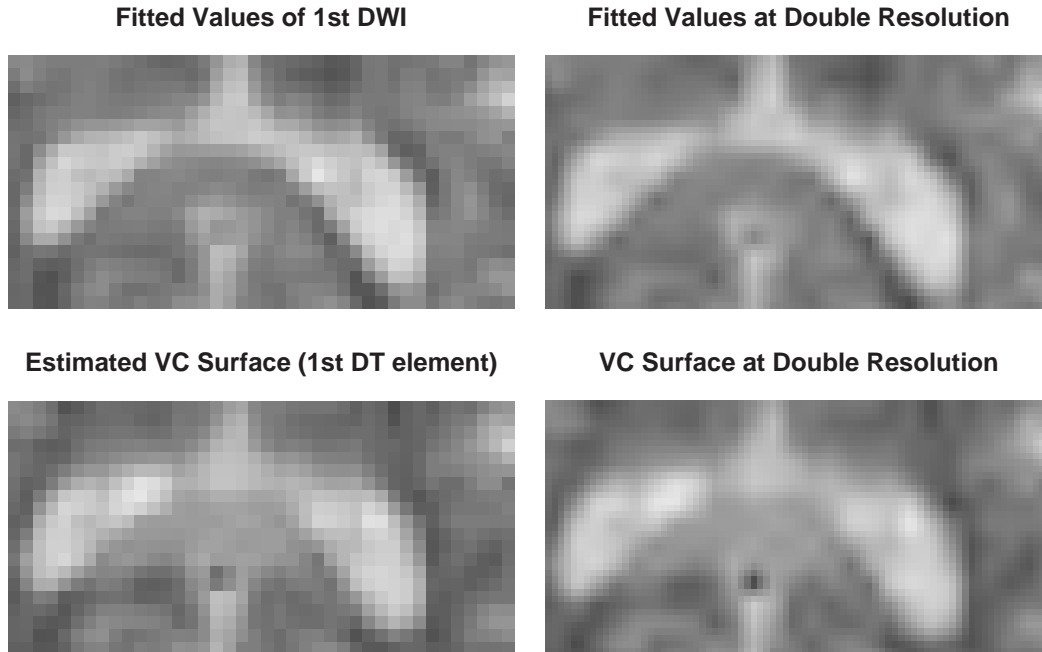 Fitted Values of 1st DWI
Fitted Values at Double Resolution
Estimated VC Surface (1st DT element)
VC Surface at Double Resolution